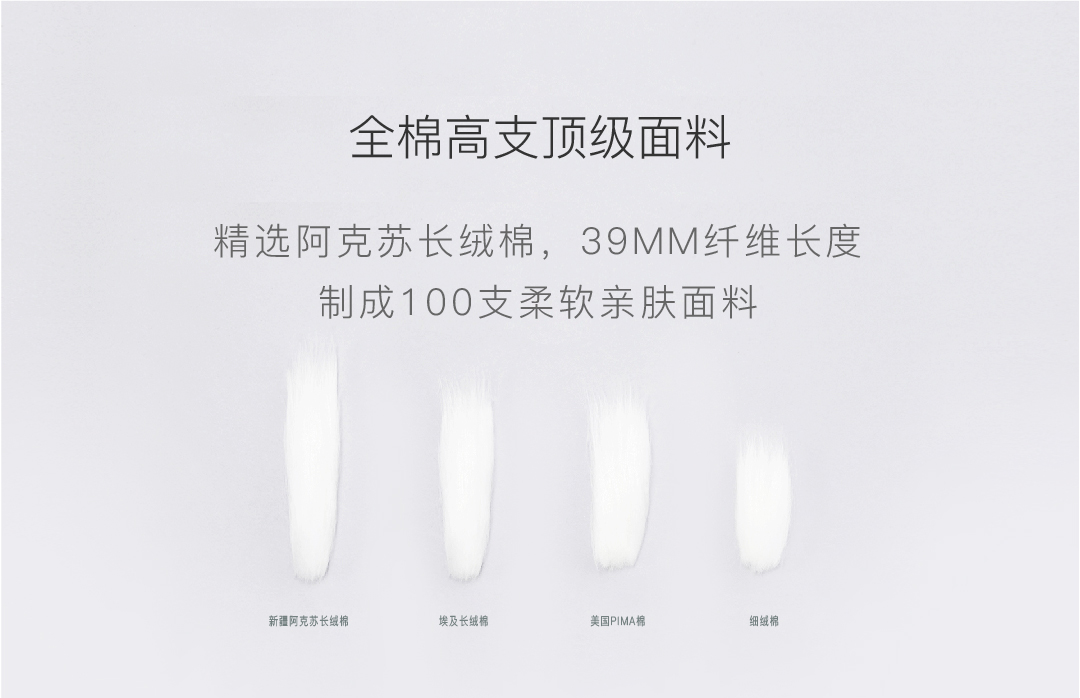 全棉高支顶级面料
精选阿克苏长绒棉，39MM纤维长度
制成100支柔软亲肤面料
新疆阿克苏长绒棉
埃及长绒棉
美国PIMA棉
细绒棉